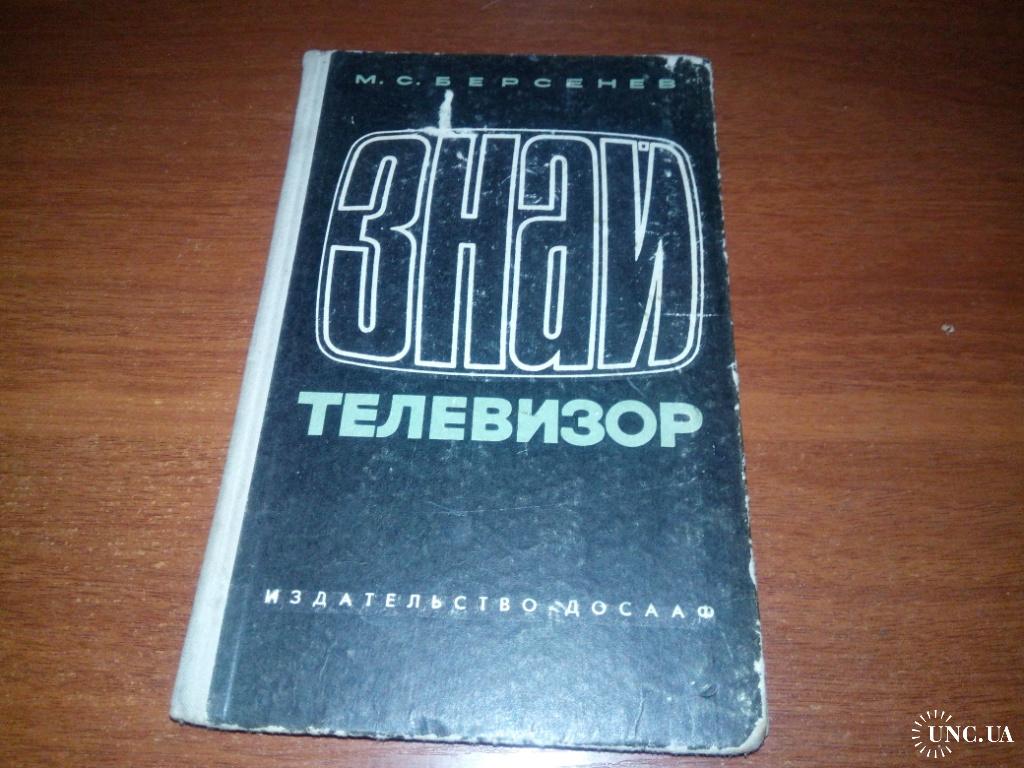 М. С. БЕРСЕНЕВ
ЗНАЙ
ТЕЛЕВИЗОР
ИЗДАТЕЛЬСТВО ДОСААФ
UNC.UA